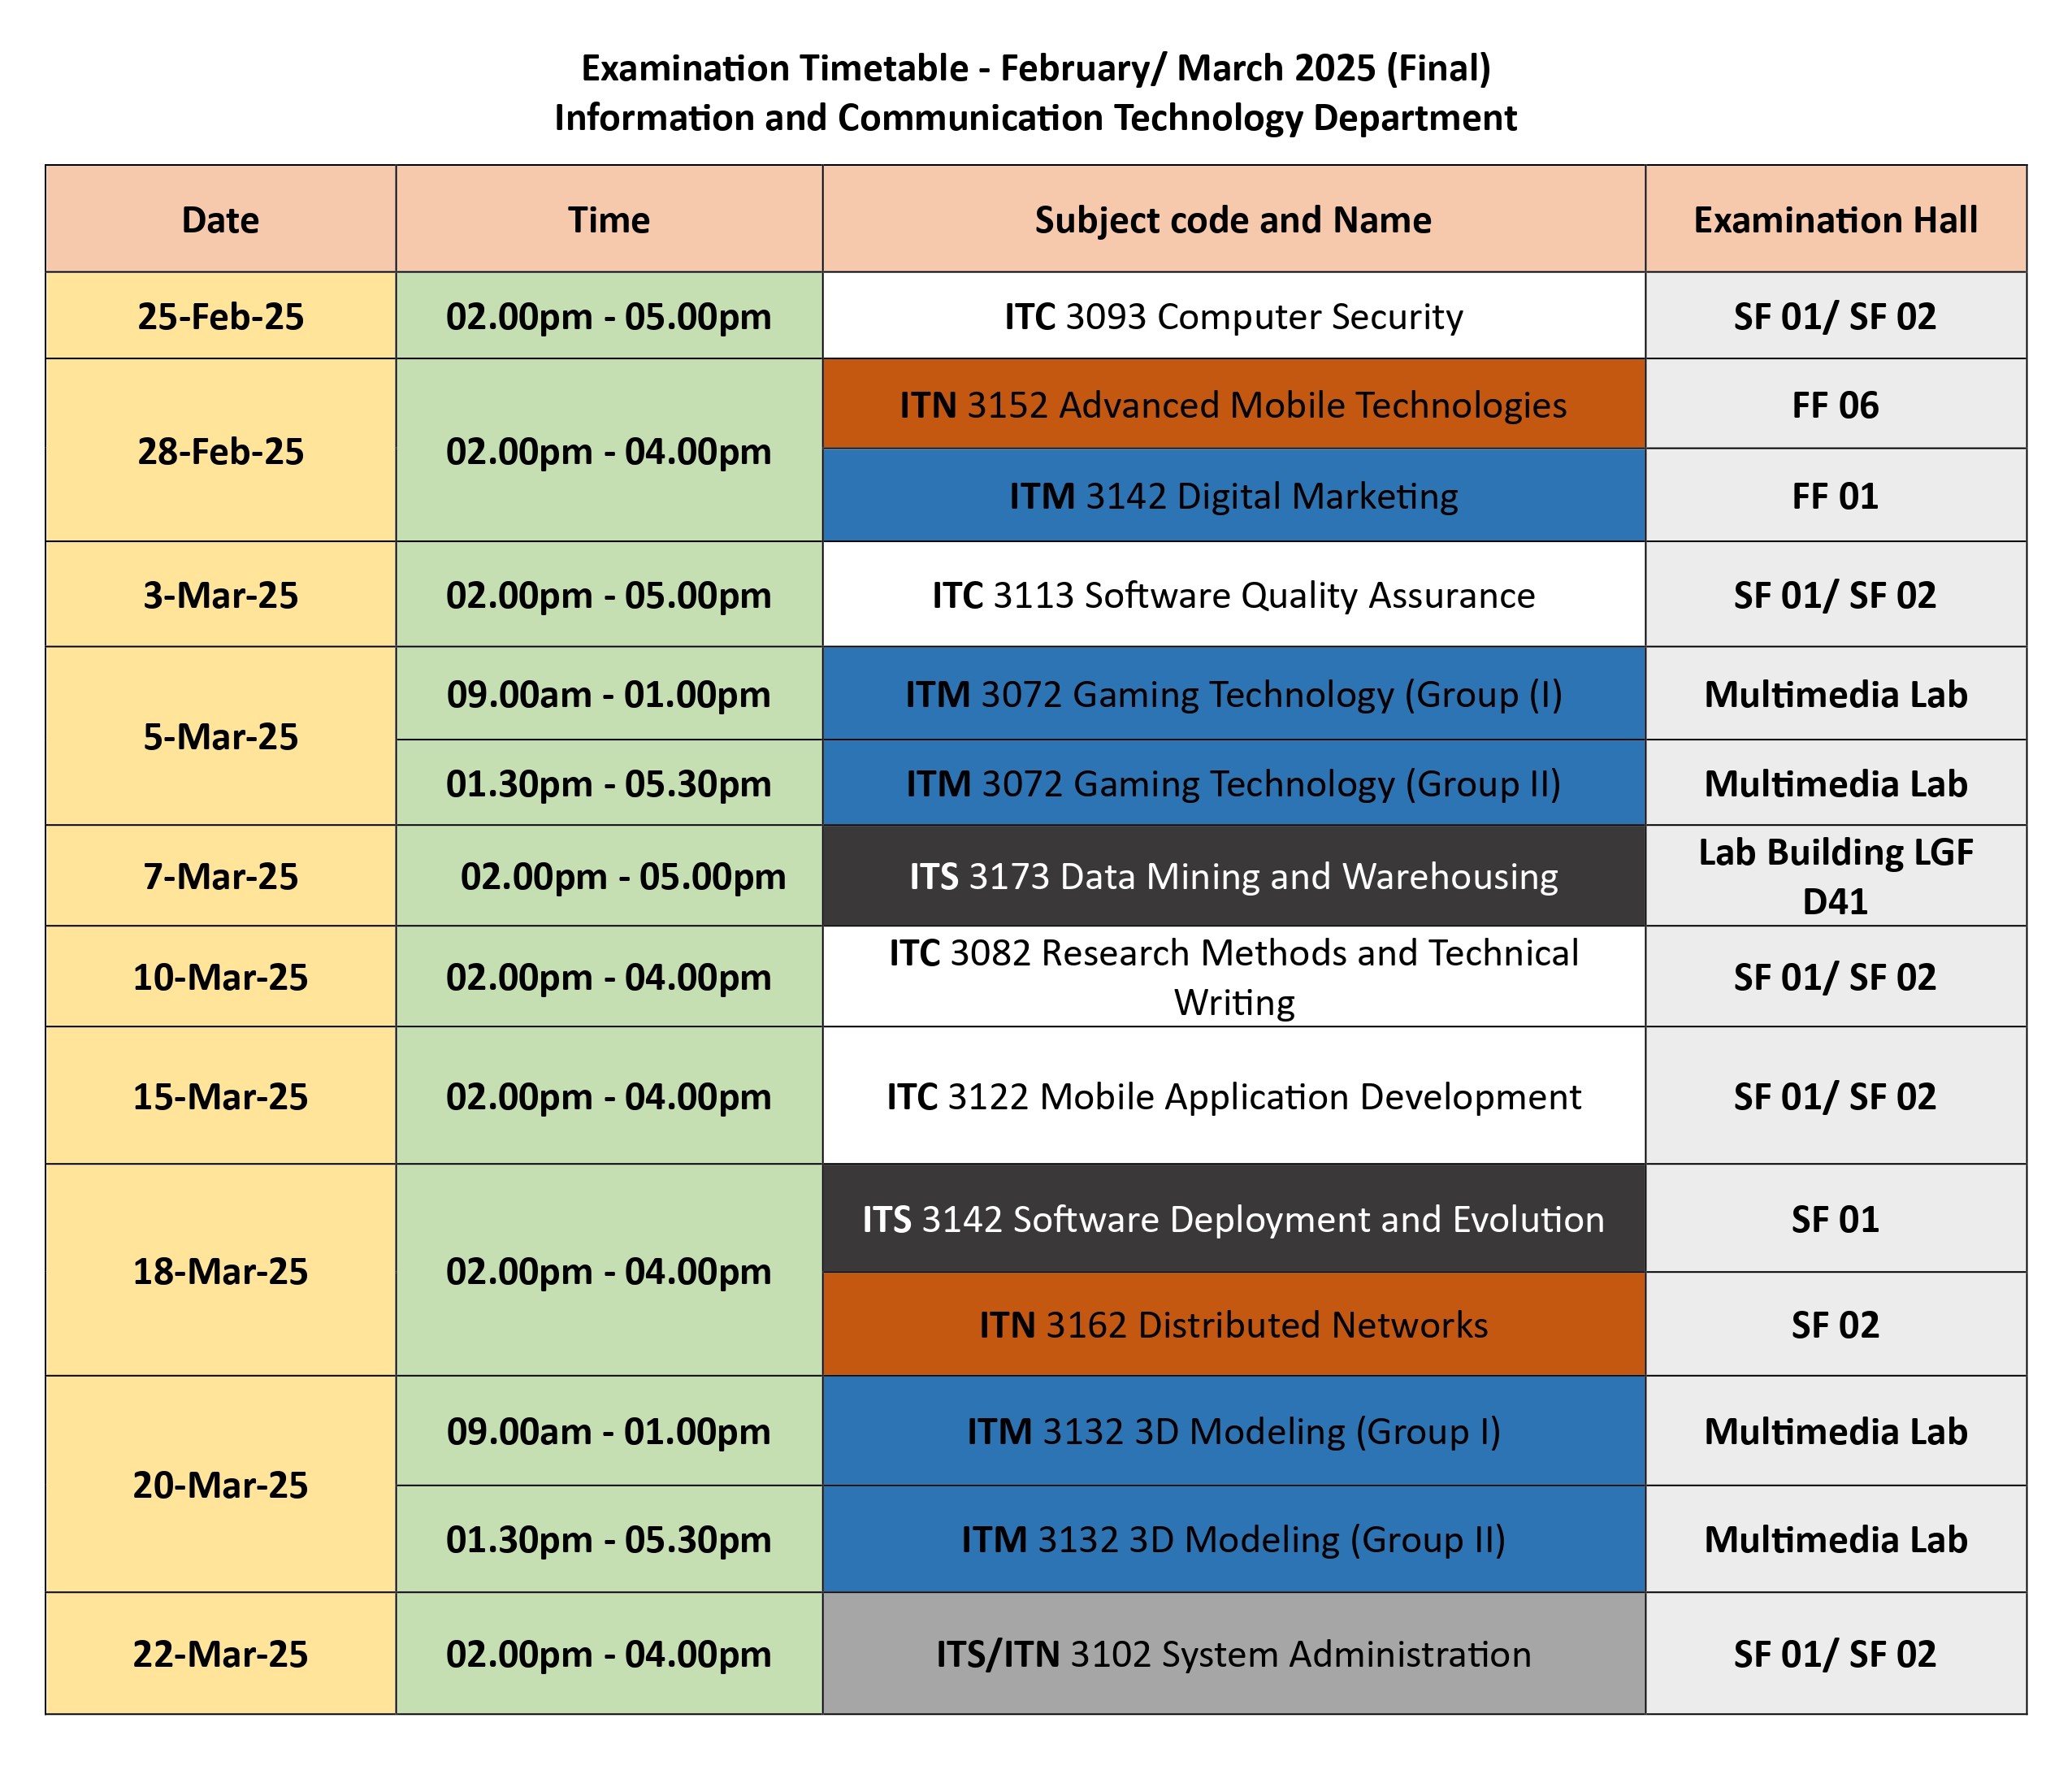 Examination Timetable - February/ March 2025 (Final)
Information and Communication Technology Department
Date Time Subject code and Name Examination Hall
25-Feb-25 02.00pm - 05.00pm ITC 3093 Computer Security SF 01/ SF 02
28-Feb-25 02.00pm - 04.00pm ITN 3152 Advanced Mobile Technologies FF 06
ITM 3142 Digital Marketing FF 01
3-Mar-25 02.00pm - 05.00pm ITC 3113 Software Quality Assurance SF 01/ SF 02
5-Mar-25 09.00am - 01.00pm ITM 3072 Gaming Technology (Group (I) Multimedia Lab
01.30pm - 05.30pm ITM 3072 Gaming Technology (Group II) Multimedia Lab
7-Mar-25 02.00pm - 05.00pm ITS 3173 Data Mining and Warehousing Lab Building LGF
D41
10-Mar-25 02.00pm - 04.00pm ITC 3082 Research Methods and Technical
Writing SF 01/ SF 02
15-Mar-25 02.00pm - 04.00pm ITC 3122 Mobile Application Development SF 01/ SF 02
18-Mar-25 02.00pm - 04.00pm ITS 3142 Software Deployment and Evolution SF 01
ITN 3162 Distributed Networks SF 02
20-Mar-25 09.00am - 01.00pm ITM 3132 3D Modeling (Group I) Multimedia Lab
01.30pm - 05.30pm ITM 3132 3D Modeling (Group II) Multimedia Lab
22-Mar-25 02.00pm - 04.00pm ITS/ITN 3102 System Administration SF 01/ SF 02